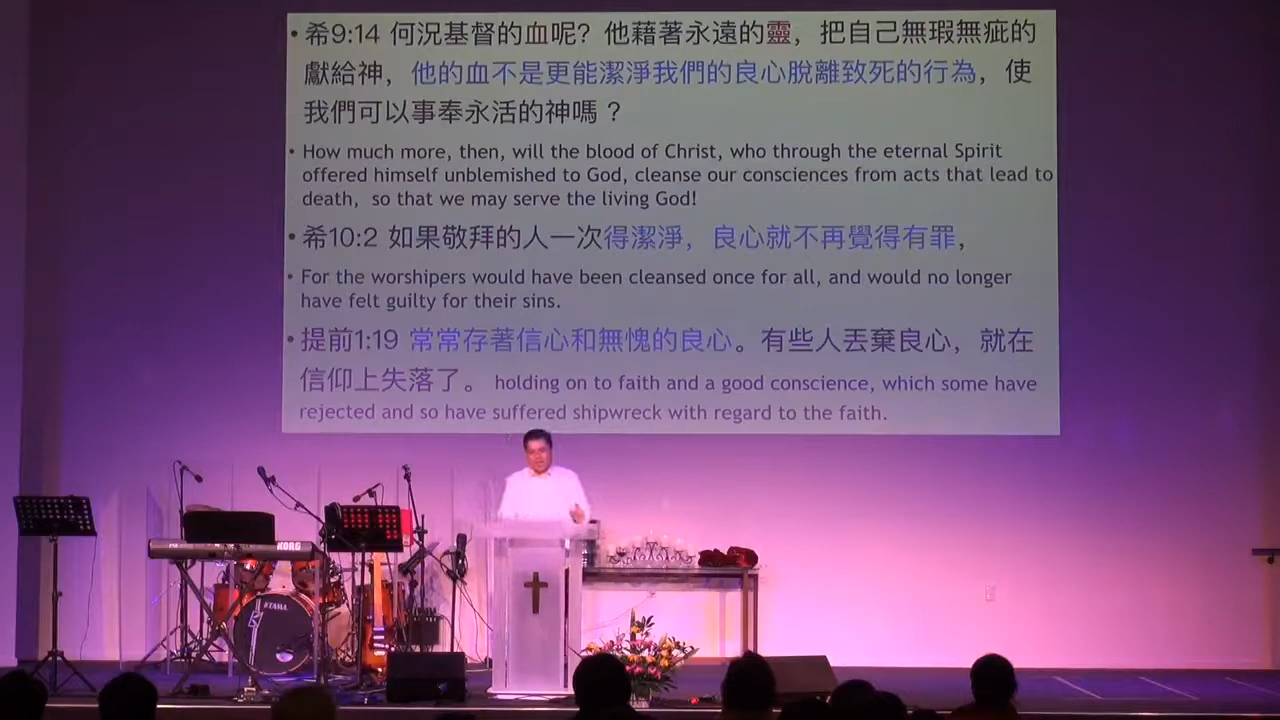 • 希9:14 何況基督的血呢？他藉著永遠的靈，把自己無瑕無疵的
獻給神，他的血不是更能潔淨我們的良心脫離致死的行為，使
我們可以事奉永活的神嗎？
• How much more, then, will the blood of Christ, who through the eternal Spirit
offered himself unblemished to God, cleanse our consciences from acts that lead to
death, so that we may serve the living God!
• 希10:2 如果敬拜的人一次得潔淨，良心就不再覺得有罪，
• For the worshipers would have been cleansed once for all, and would no longer
have felt guilty for their sins.
• 提前1:19 常常存著信心和無愧的良心。有些人丟棄良心，就在
信仰上失落了。 holding on to faith and a good conscience, which some have
rejected and so have suffered shipwreck with regard to the faith.
KORG
TAMA